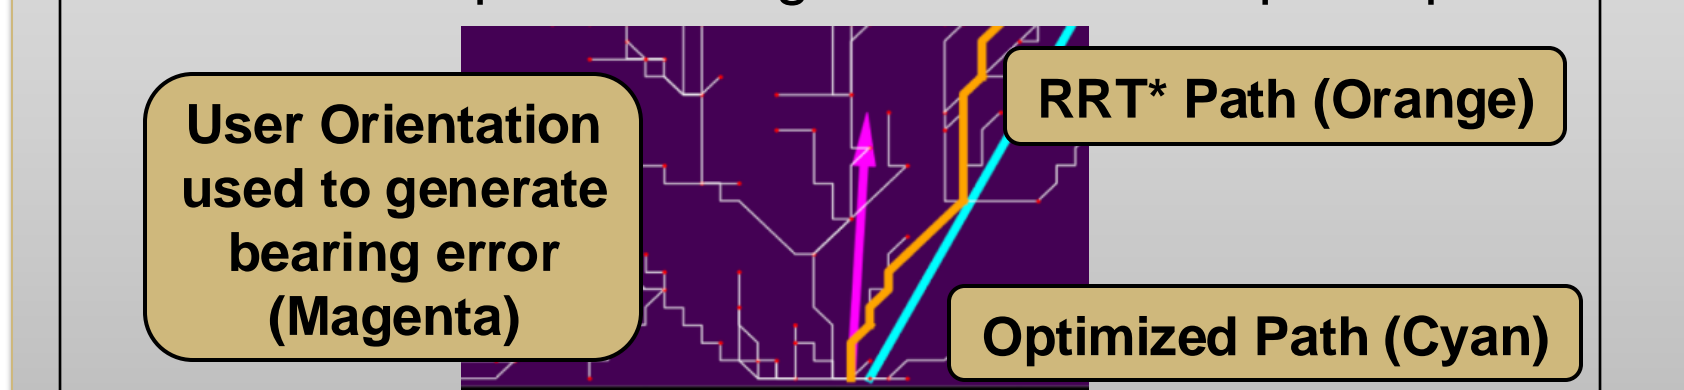 User Orientation
used to generate
bearing error
(Magenta)
RRT* Path (Orange)
Optimized Path (Cyan)